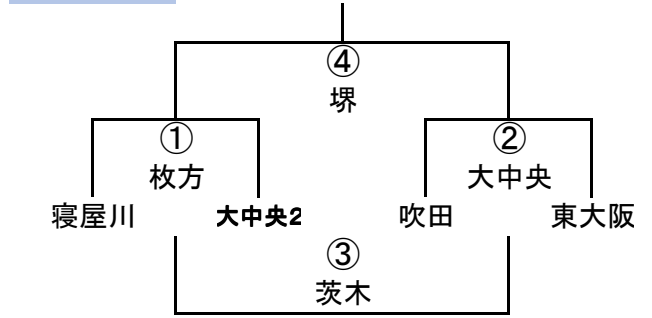 ④
堺
① ②
枚方 大中央
寝屋川 大中央2 吹田 東大阪
③
茨木